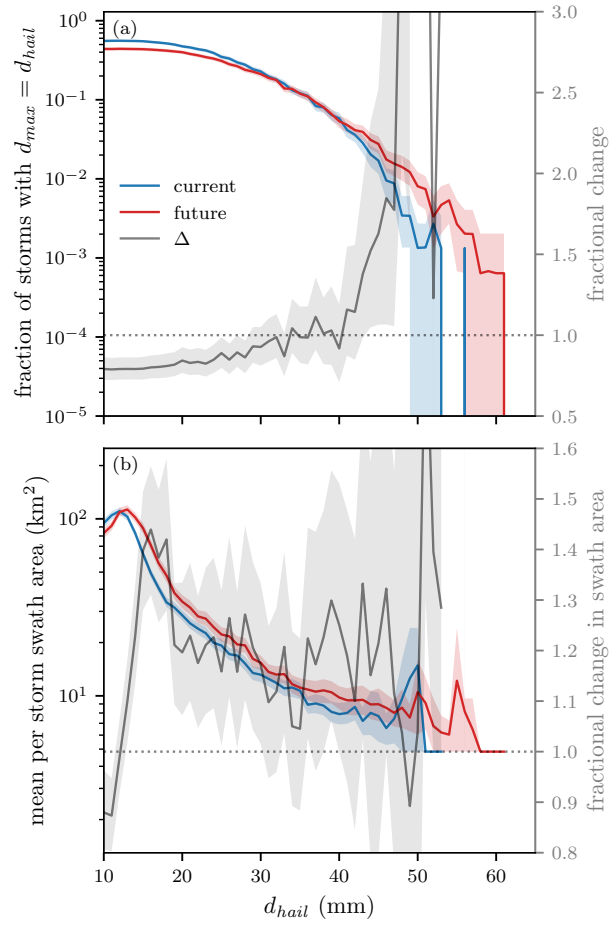 (a)
fraction of storms with d_max = d_hail
10^0
10^-1
10^-2
10^-3
10^-4
10^-5
current
future
Δ
3.0
2.5
2.0
1.5
1.0
0.5
fractional change
(b)
mean per storm swath area (km²)
10^2
10^1
1.6
1.5
1.4
1.3
1.2
1.1
1.0
0.9
0.8
fractional change in swath area
10 20 30 40 50 60
d_hail (mm)